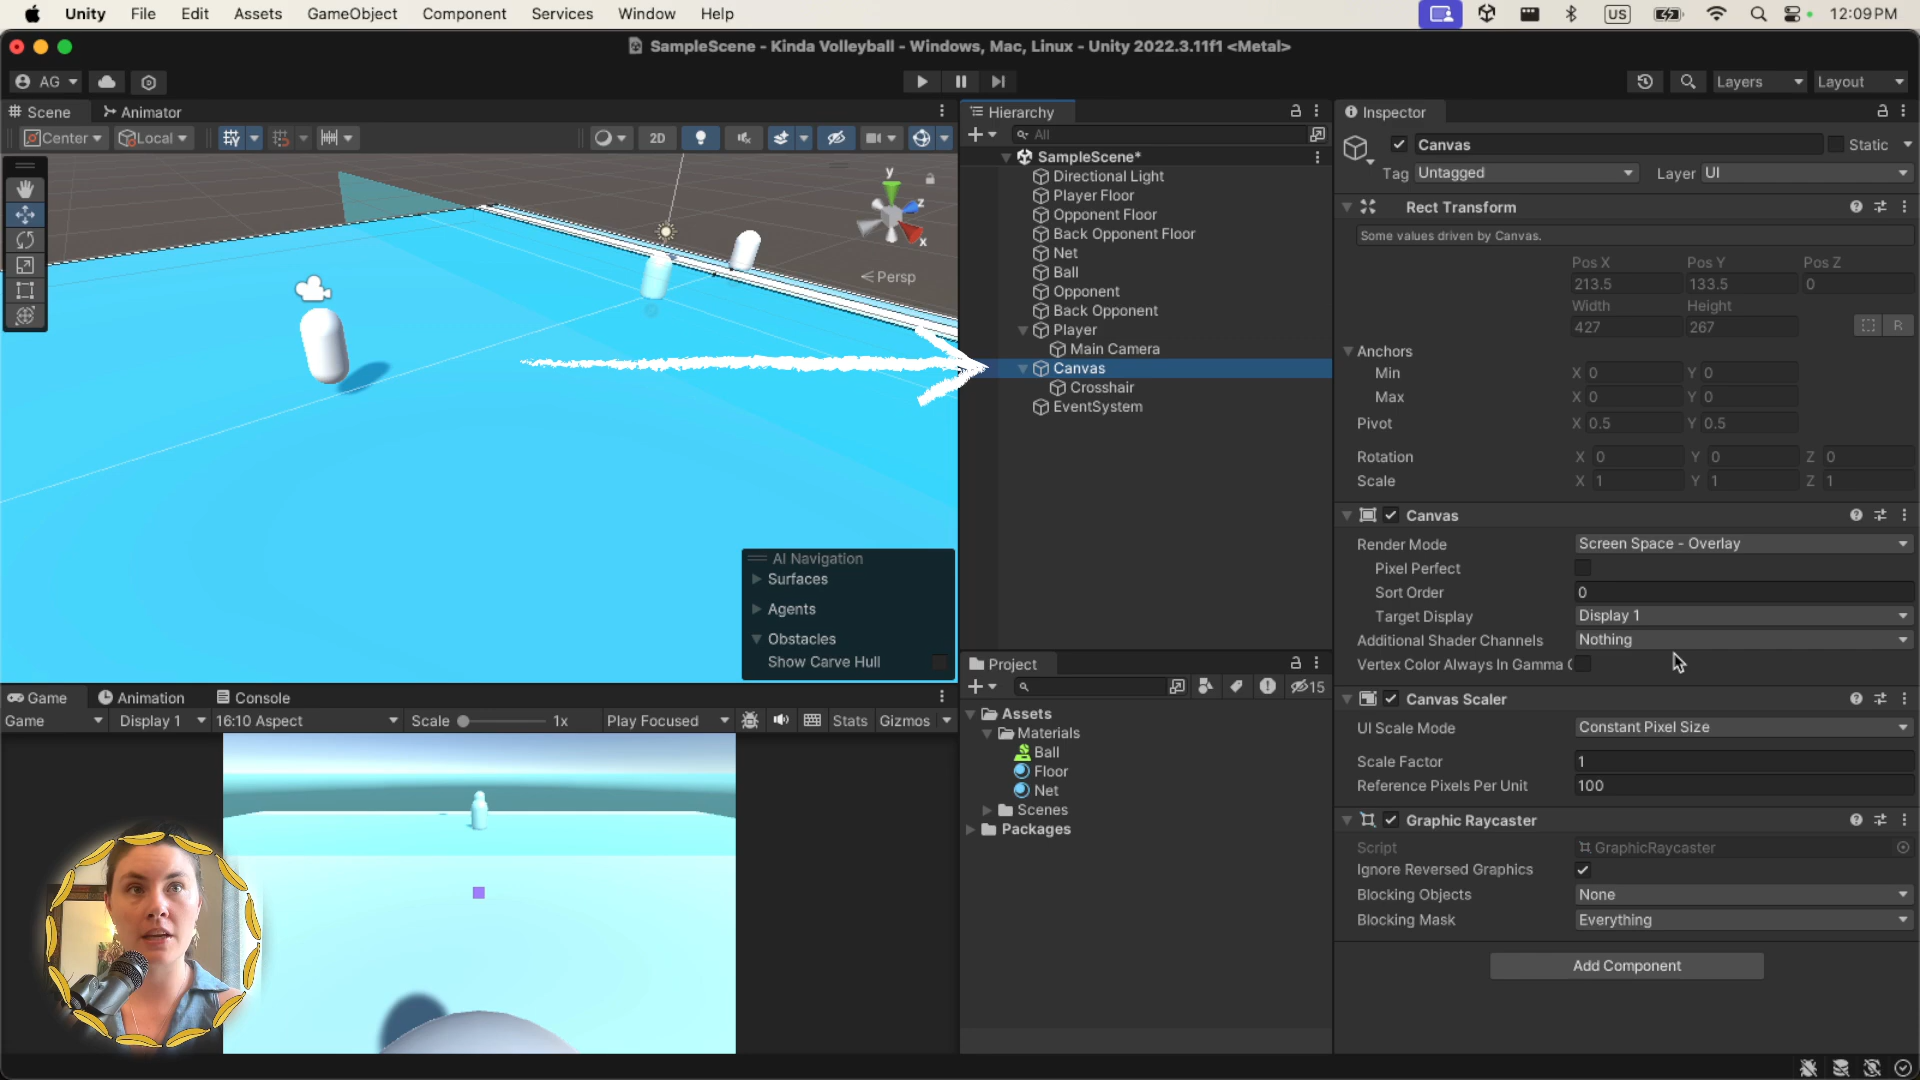 Unity File Edit Assets GameObject Component Services Window Help US 12:09 PM
SampleScene - Kinda Volleyball - Windows, Mac, Linux - Unity 2022.3.11f1 <Metal>
AG Layers Layout
Scene Animator
Center Local 2D
y
z
x
Persp
AI Navigation
Surfaces
Agents
Obstacles
Show Carve Hull
Game Animation Console
Game Display 1 16:10 Aspect Scale 1x Play Focused Stats Gizmos
Hierarchy
All
SampleScene*
Directional Light
Player Floor
Opponent Floor
Back Opponent Floor
Net
Ball
Opponent
Back Opponent
Player
Main Camera
Canvas
Crosshair
EventSystem
Project
15
Assets
Materials
Ball
Floor
Net
Scenes
Packages
Inspector
Canvas Static
Tag Untagged Layer UI
Rect Transform
Some values driven by Canvas.
Pos X Pos Y Pos Z
213.5 133.5 0
Width Height
427 267 R
Anchors
Min X 0 Y 0
Max X 0 Y 0
Pivot X 0.5 Y 0.5
Rotation X 0 Y 0 Z 0
Scale X 1 Y 1 Z 1
Canvas
Render Mode Screen Space - Overlay
Pixel Perfect
Sort Order 0
Target Display Display 1
Additional Shader Channels Nothing
Vertex Color Always In Gamma
Canvas Scaler
UI Scale Mode Constant Pixel Size
Scale Factor 1
Reference Pixels Per Unit 100
Graphic Raycaster
Script GraphicRaycaster
Ignore Reversed Graphics
Blocking Objects None
Blocking Mask Everything
Add Component